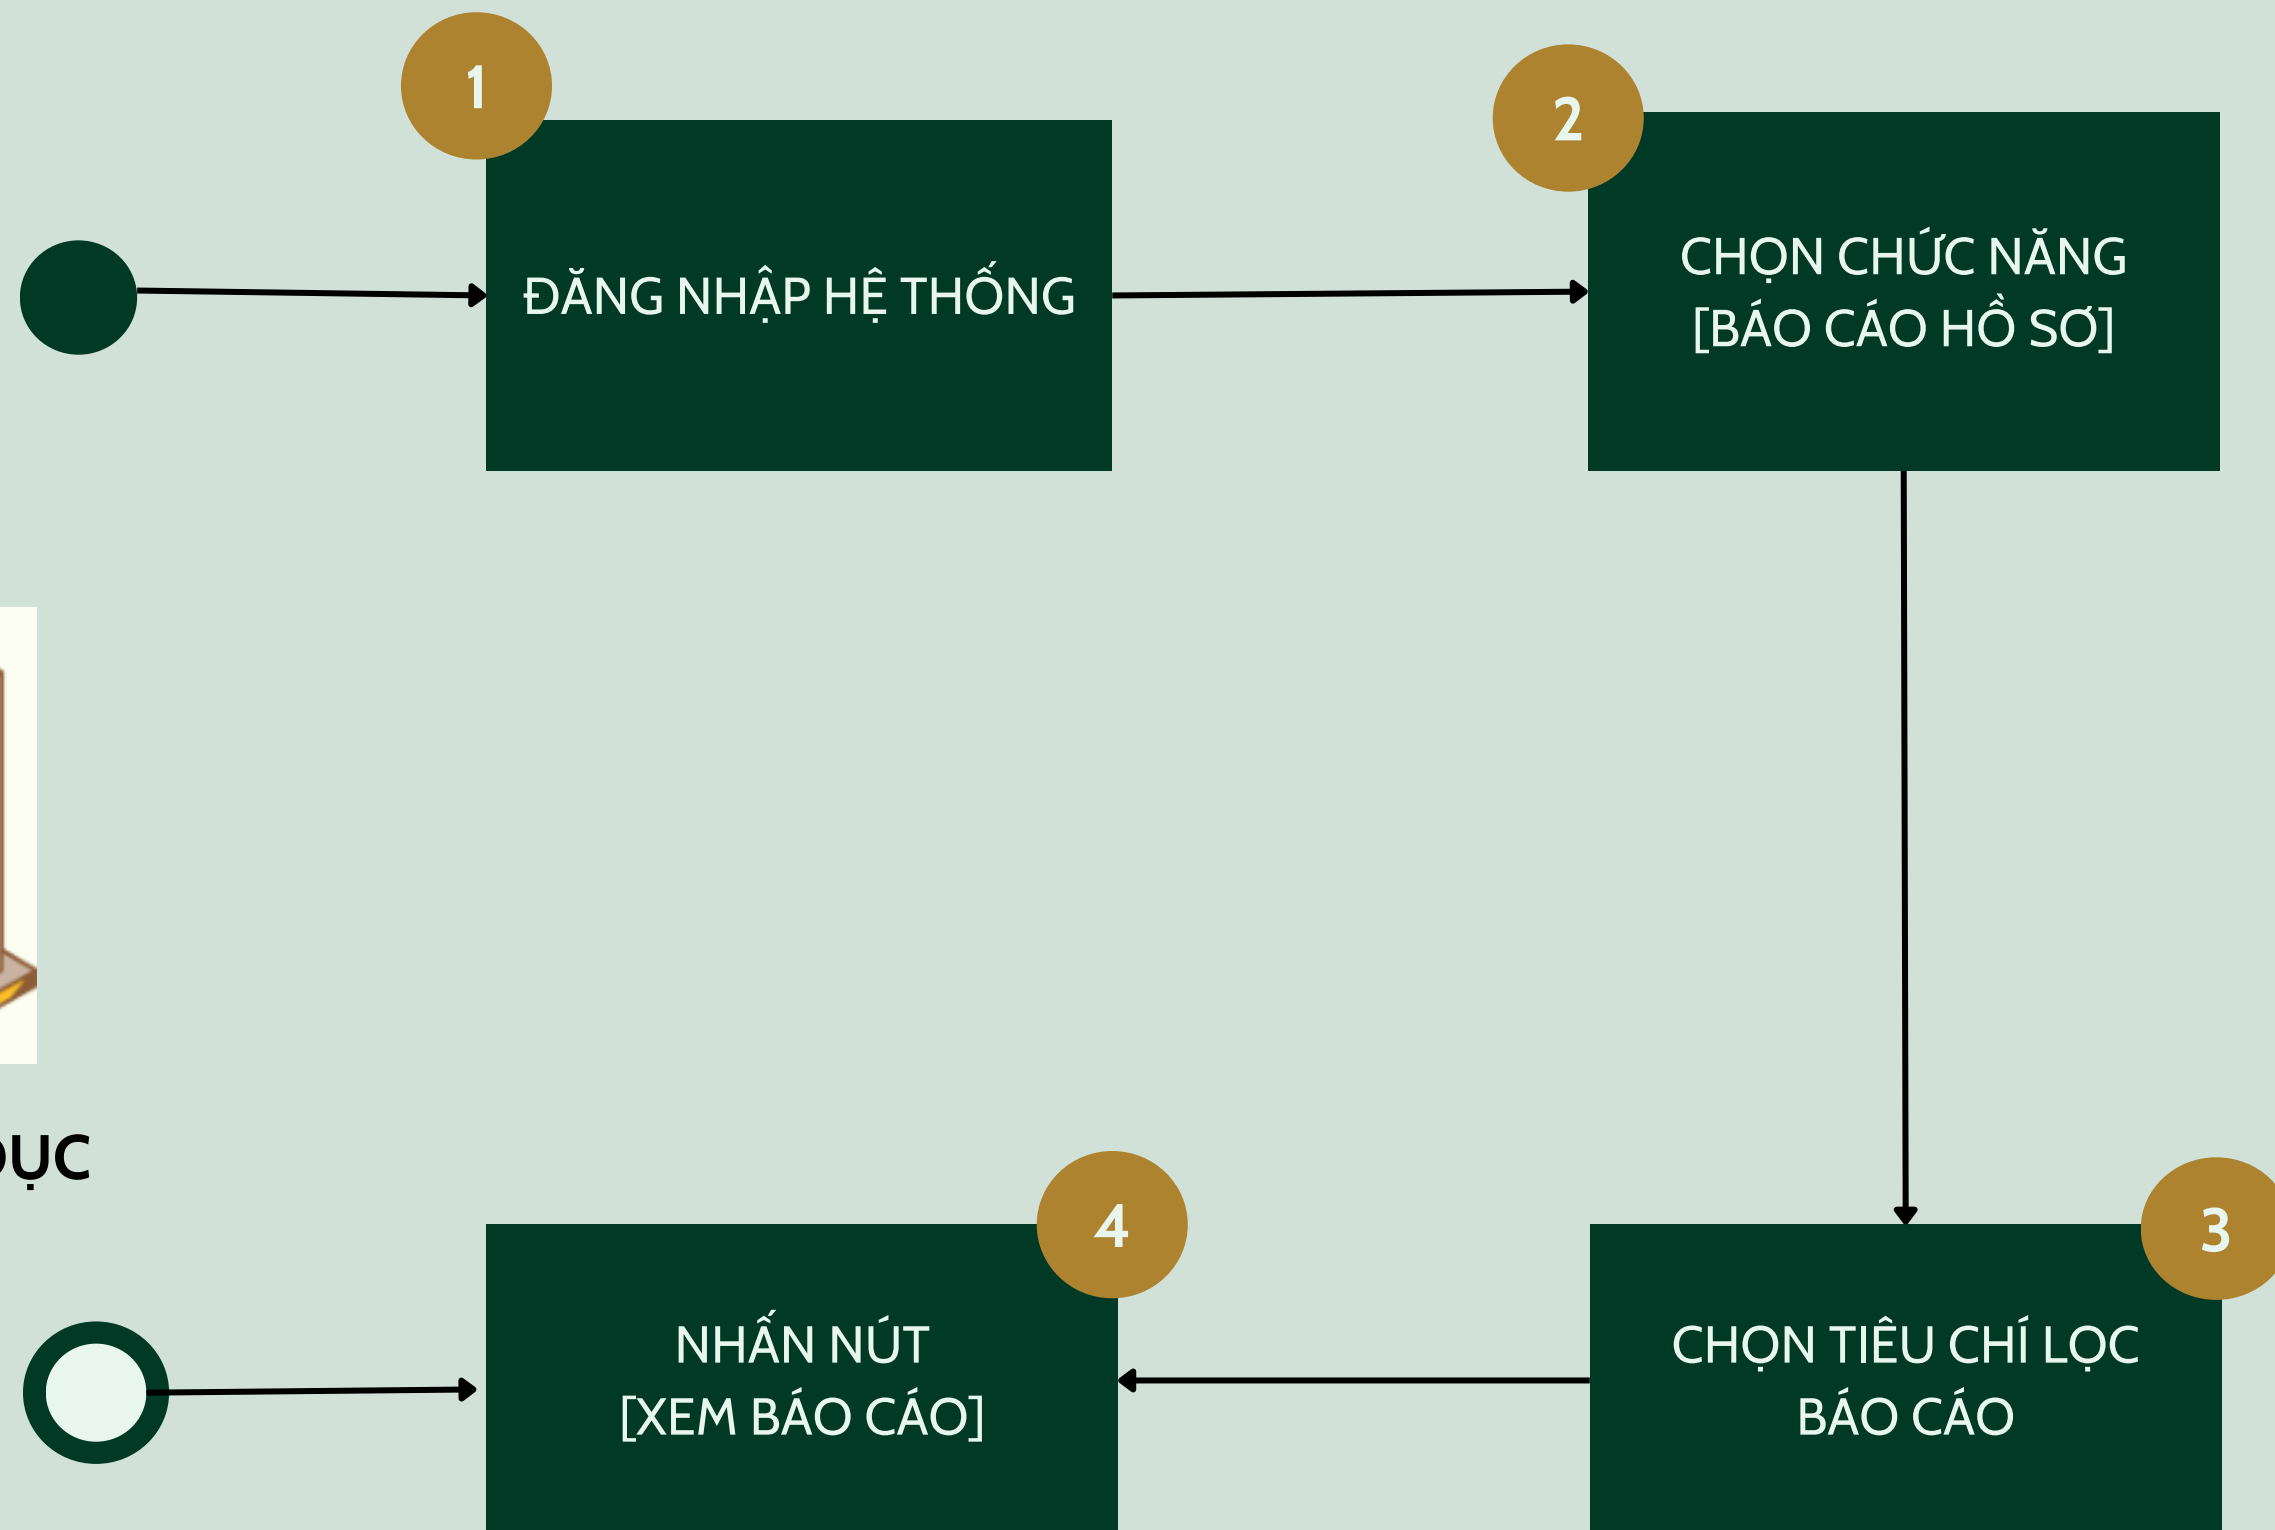 1
ĐĂNG NHẬP HỆ THỐNG
2
CHỌN CHỨC NĂNG
[BÁO CÁO HỒ SƠ]
3
CHỌN TIÊU CHÍ LỌC
BÁO CÁO
4
NHẤN NÚT
[XEM BÁO CÁO]